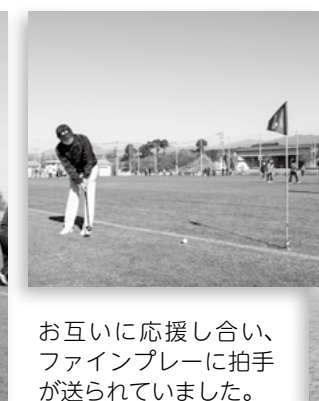 お互いに応援し合い、
ファインプレーに拍手
が送られていました。